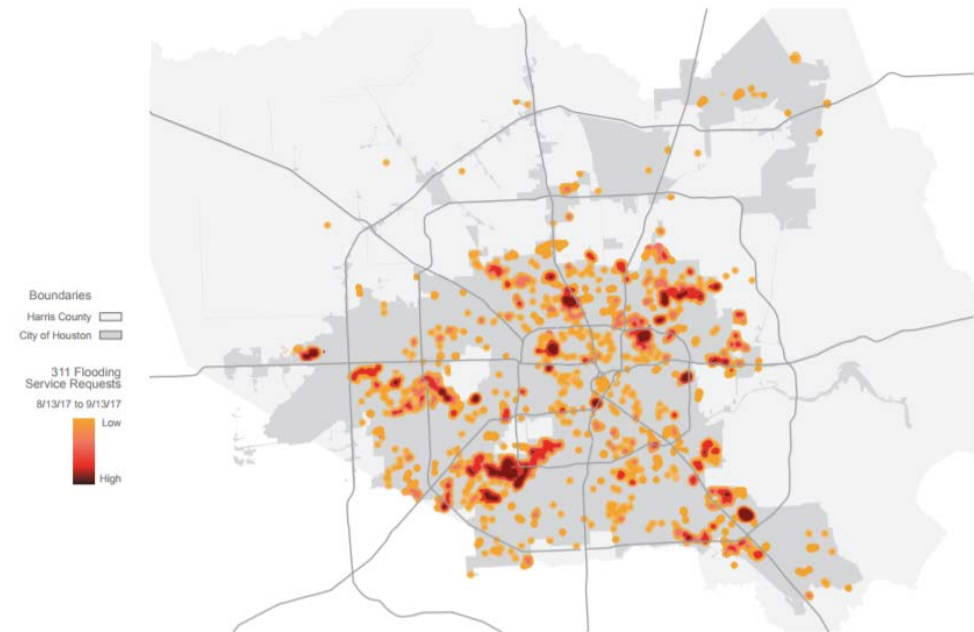 Boundaries
Harris County
City of Houston
311 Flooding
Service Requests
8/13/17 to 9/13/17
Low
High